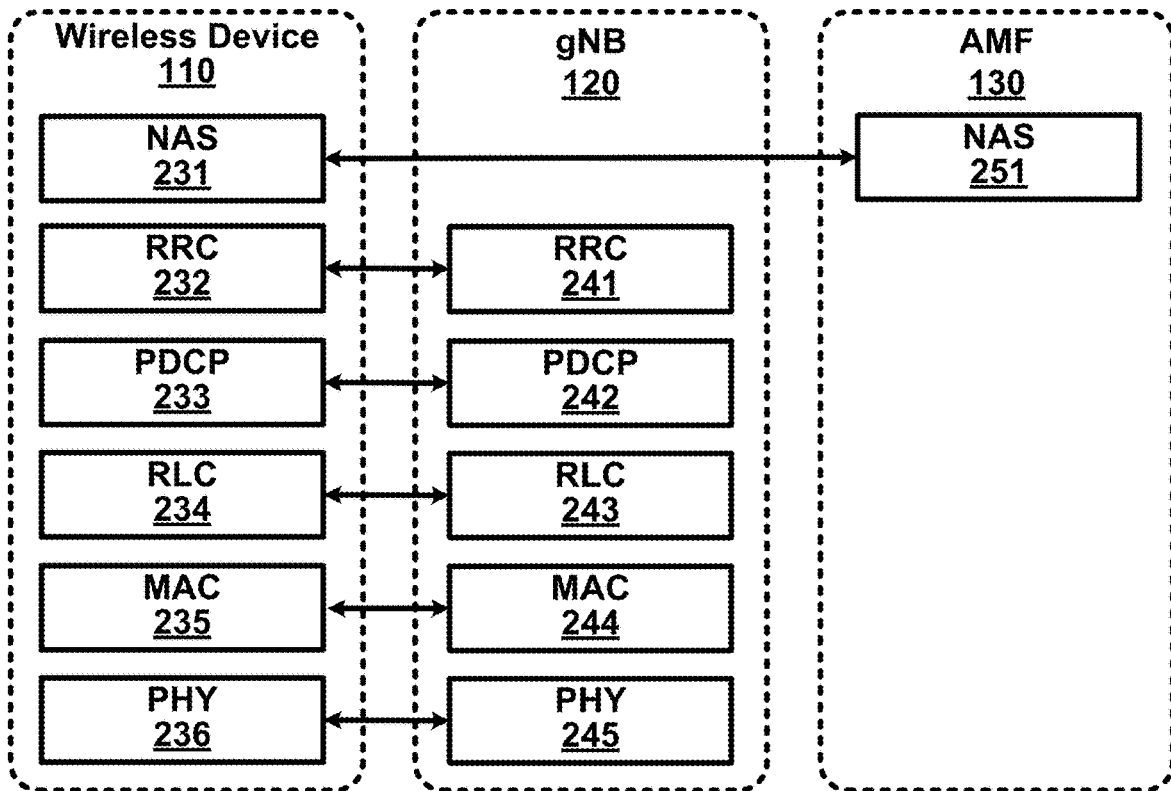 Wireless Device
110
gNB
120
AMF
130
NAS
231
NAS
251
RRC
232
RRC
241
PDCP
233
PDCP
242
RLC
234
RLC
243
MAC
235
MAC
244
PHY
236
PHY
245